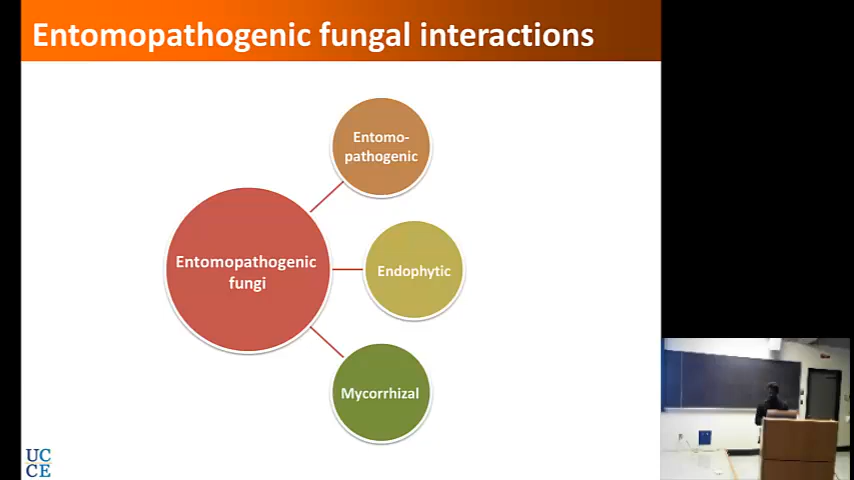 Entomopathogenic fungal interactions
Entomo-
pathogenic
Entomopathogenic
fungi
Endophytic
Mycorrhizal
UC
CE